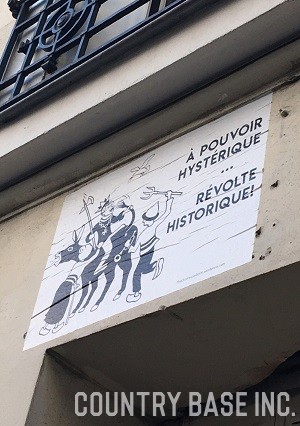 À POUVOIR
HYSTÉRIQUE
...
RÉVOLTE
HISTORIQUE!
COUNTRY BASE INC.